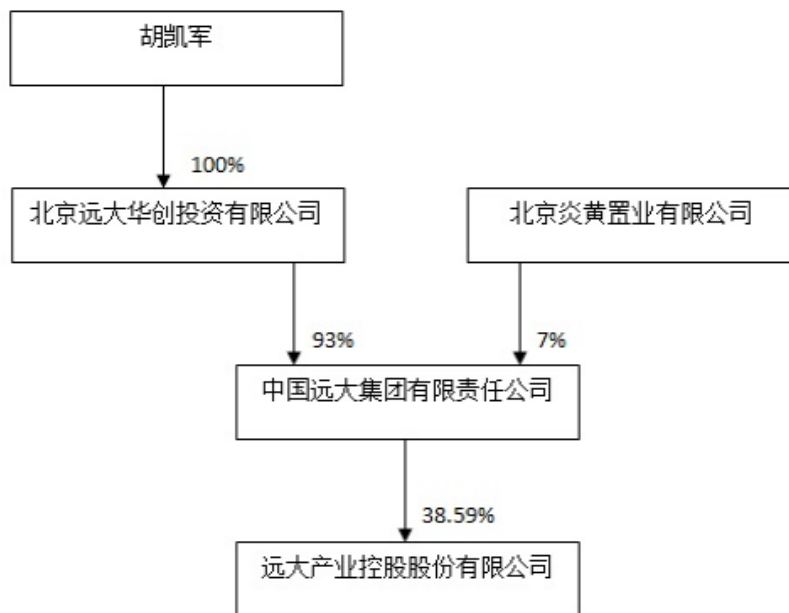 胡凯军
100%
北京远大华创投资有限公司
北京炎黄置业有限公司
93%
7%
中国远大集团有限责任公司
38.59%
远大产业控股股份有限公司